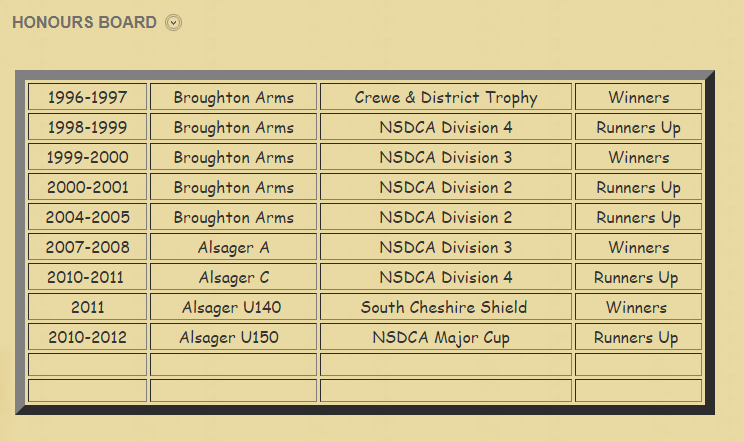 HONOURS BOARD
1996-1997 Broughton Arms Crewe & District Trophy Winners
1998-1999 Broughton Arms NSDCA Division 4 Runners Up
1999-2000 Broughton Arms NSDCA Division 3 Winners
2000-2001 Broughton Arms NSDCA Division 2 Runners Up
2004-2005 Broughton Arms NSDCA Division 2 Runners Up
2007-2008 Alsager A NSDCA Division 3 Winners
2010-2011 Alsager C NSDCA Division 4 Runners Up
2011 Alsager U140 South Cheshire Shield Winners
2010-2012 Alsager U150 NSDCA Major Cup Runners Up